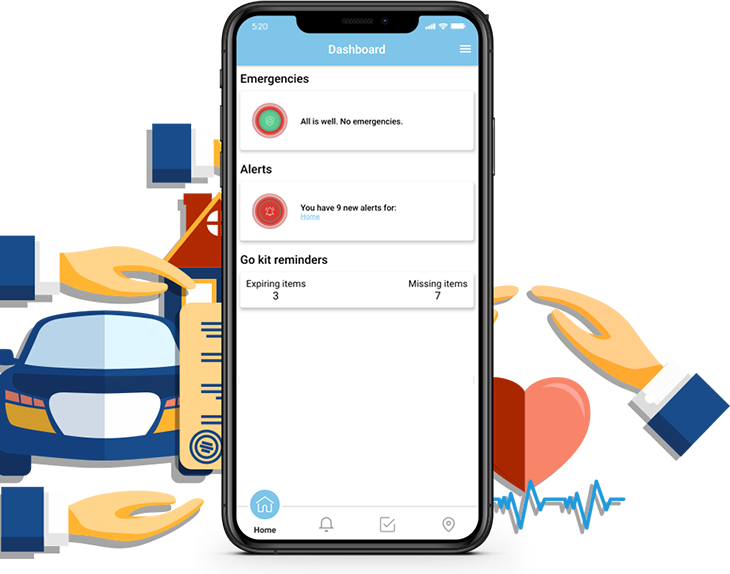 5:20
Dashboard
Emergencies
All is well. No emergencies.
Alerts
You have 9 new alerts for:
Home
Go kit reminders
Expiring items
Missing items
3
7
Home